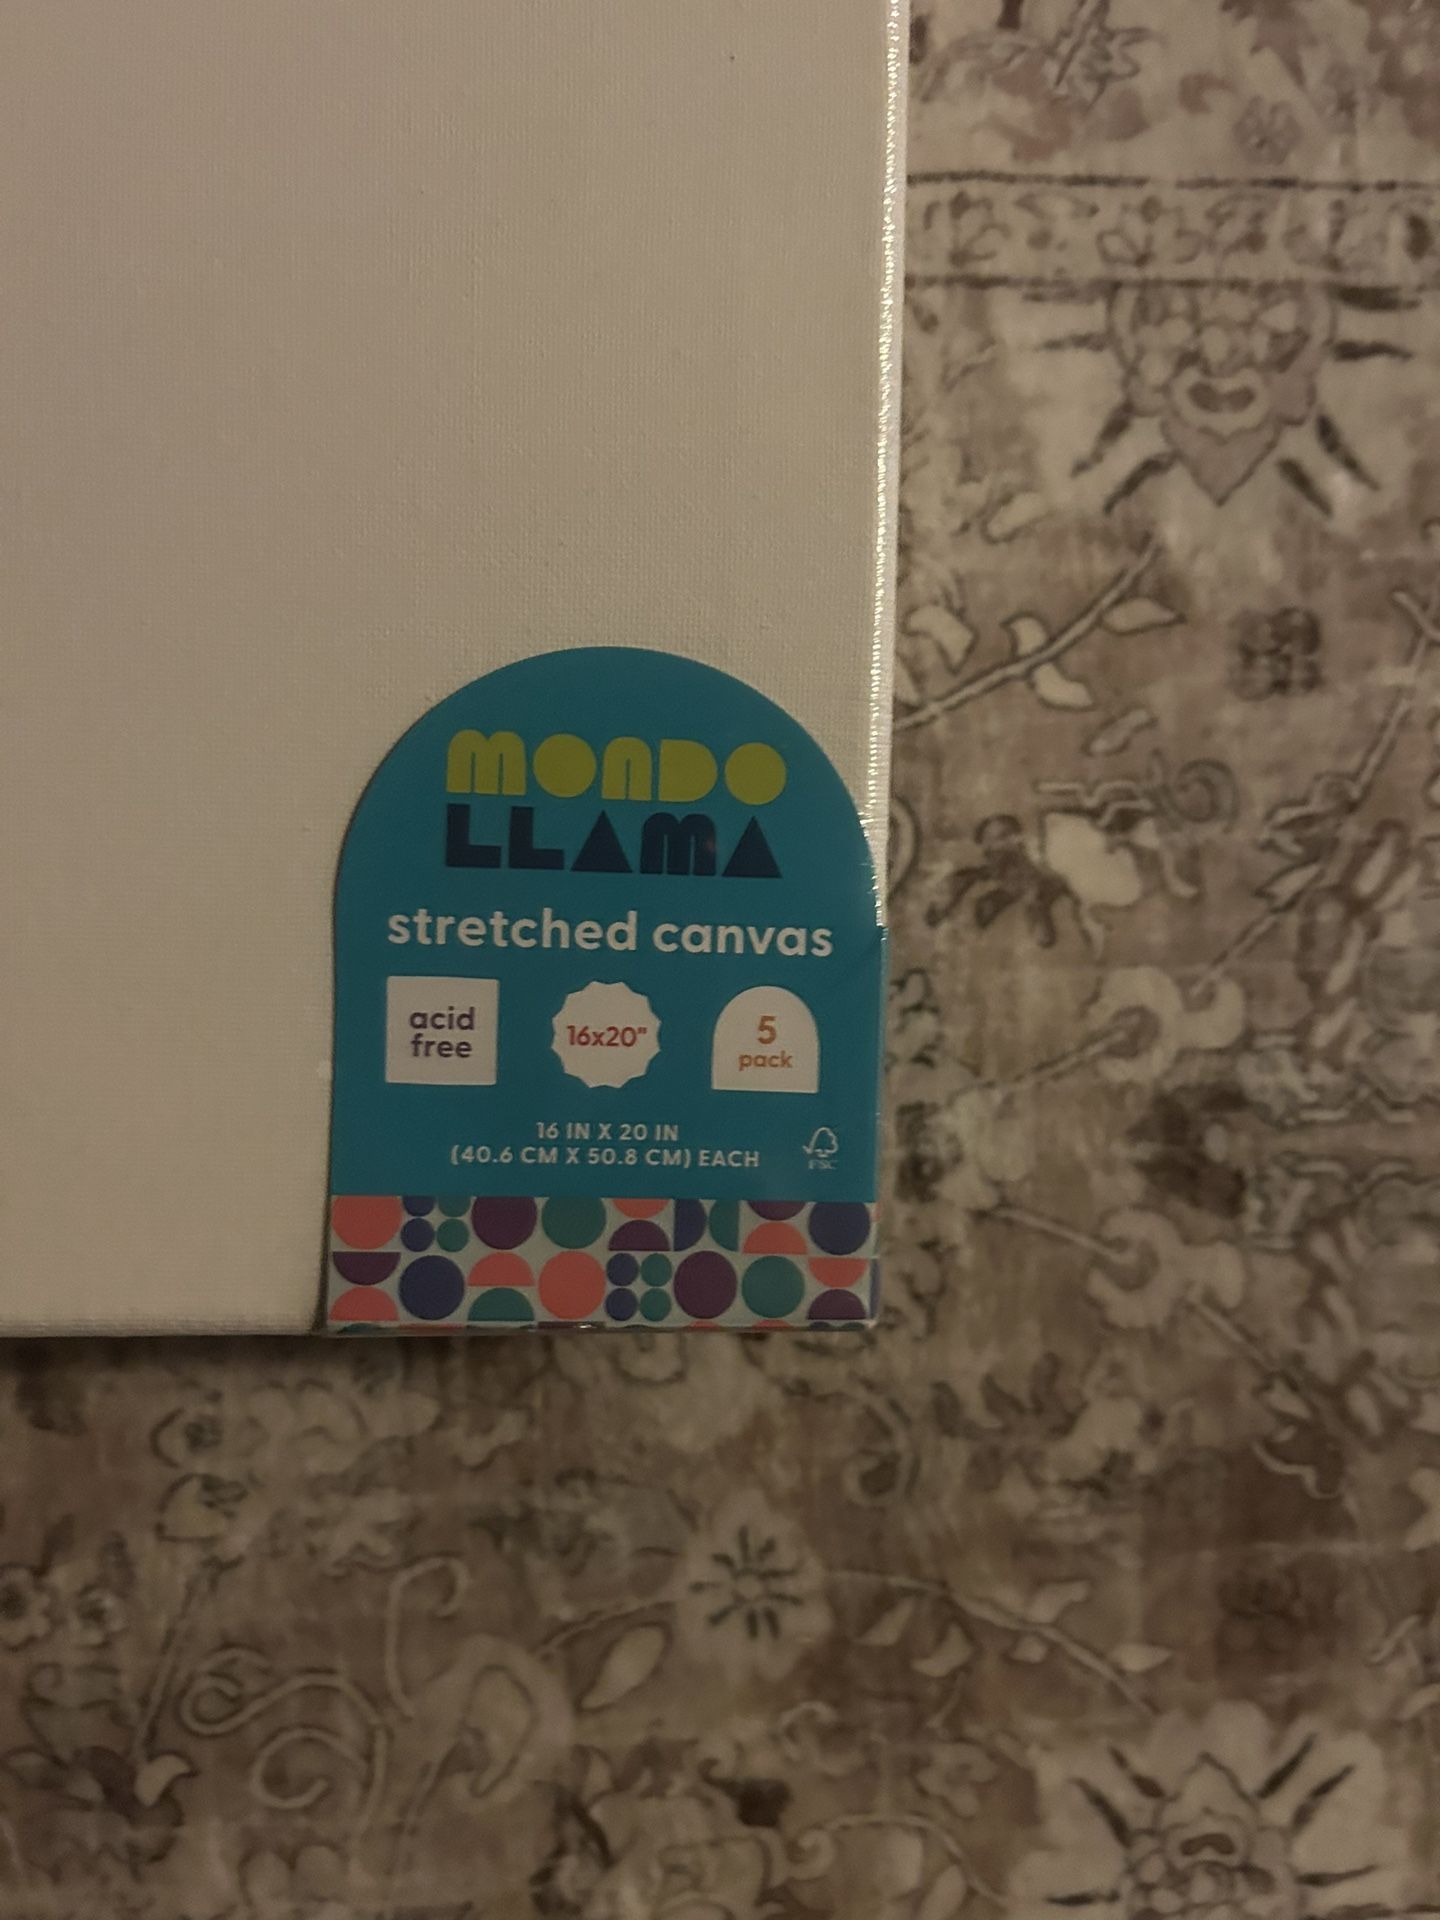 MONDO
LLAMA
stretched canvas
acid
free
16x20"
5
pack
16 IN X 20 IN
(40.6 CM X 50.8 CM) EACH
FSC